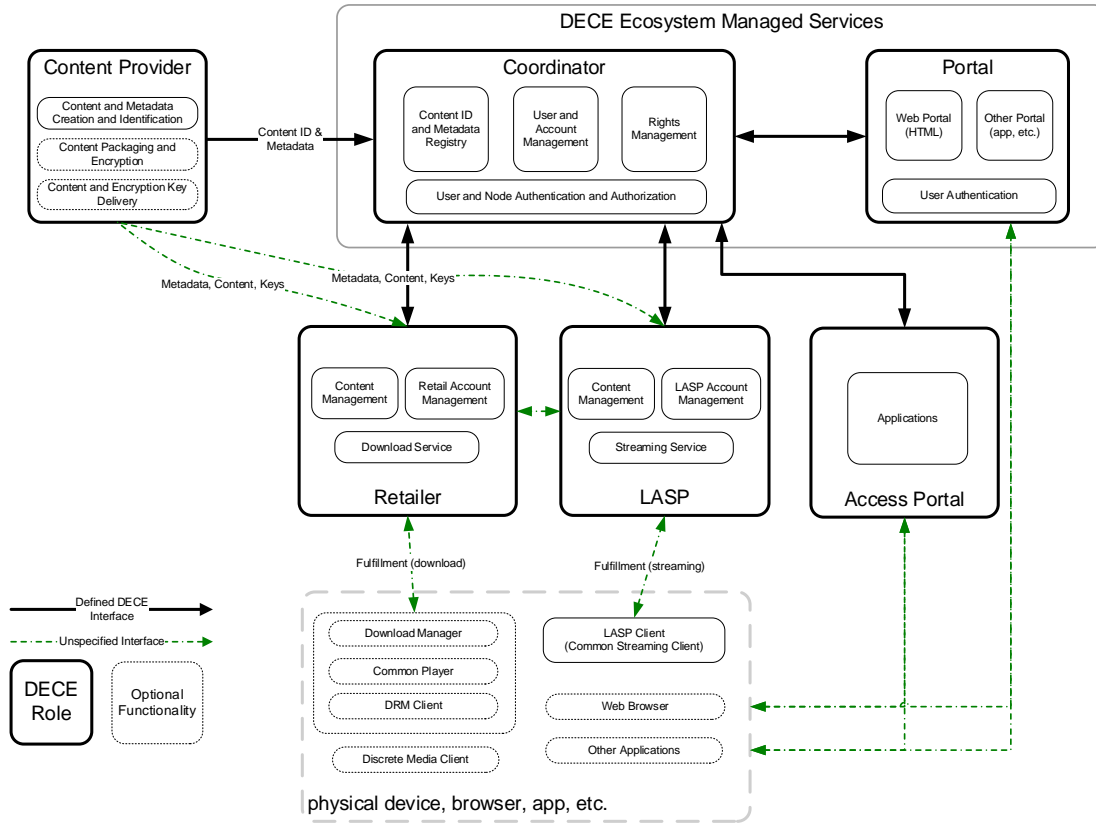 DECE Ecosystem Managed Services
Content Provider
Content and Metadata
Creation and Identification
Content Packaging and
Encryption
Content and Encryption Key
Delivery
Content ID &
Metadata
Coordinator
Content ID
and Metadata
Registry
User and
Account
Management
Rights
Management
User and Node Authentication and Authorization
Portal
Web Portal
(HTML)
Other Portal
(app, etc.)
User Authentication
Metadata, Content, Keys
Metadata, Content, Keys
Content
Management
Retail Account
Management
Download Service
Retailer
Content
Management
LASP Account
Management
Streaming Service
LASP
Applications
Access Portal
Fulfillment (download)
Fulfillment (streaming)
Defined DECE
Interface
Unspecified Interface
DECE
Role
Optional
Functionality
Download Manager
Common Player
DRM Client
Discrete Media Client
LASP Client
(Common Streaming Client)
Web Browser
Other Applications
physical device, browser, app, etc.